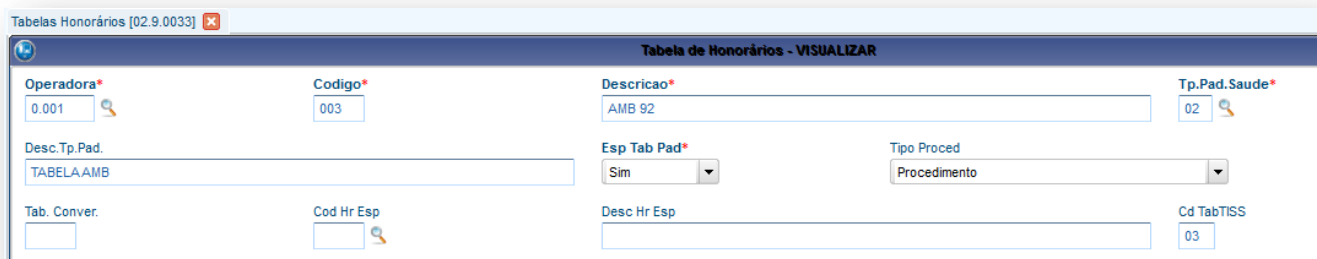 Tabelas Honorários [02.9.0033]
Tabela de Honorários - VISUALIZAR
Operadora* Codigo* Descricao* Tp.Pad.Saude*
0.001 003 AMB 92 02
Desc.Tp.Pad. Esp Tab Pad* Tipo Proced
TABELA AMB Sim Procedimento
Tab. Conver. Cod Hr Esp Desc Hr Esp Cd TabTISS
03